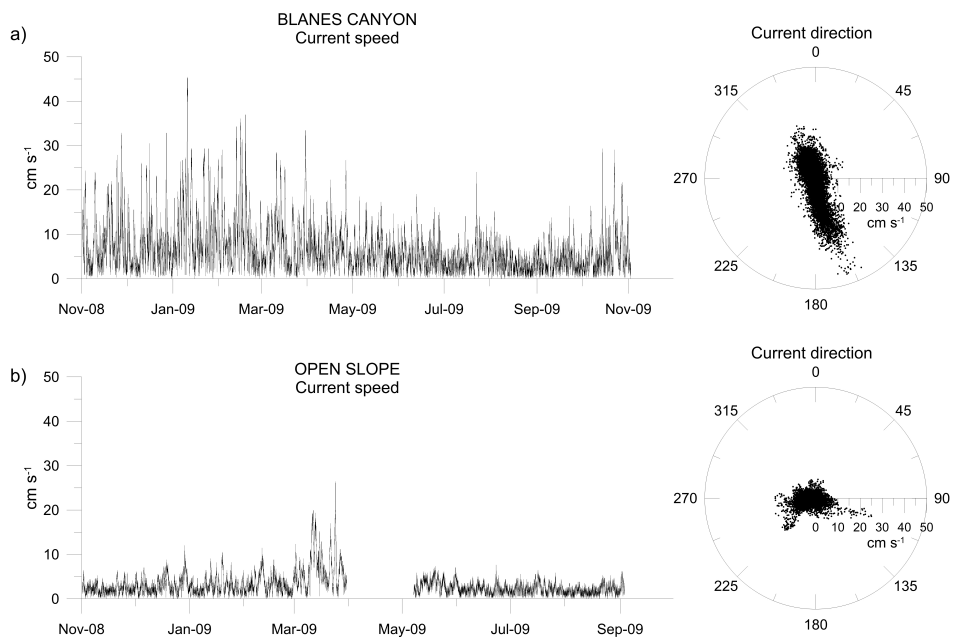 a)
BLANES CANYON
Current speed
50
40
30
20
10
0
cm s-1
Nov-08 Jan-09 Mar-09 May-09 Jul-09 Sep-09 Nov-09
Current direction
0
45
90
135
180
225
270
315
10 20 30 40 50
cm s-1
b)
OPEN SLOPE
Current speed
50
40
30
20
10
0
cm s-1
Nov-08 Jan-09 Mar-09 May-09 Jul-09 Sep-09
Current direction
0
45
90
135
180
225
270
315
0 10 20 30 40 50
cm s-1